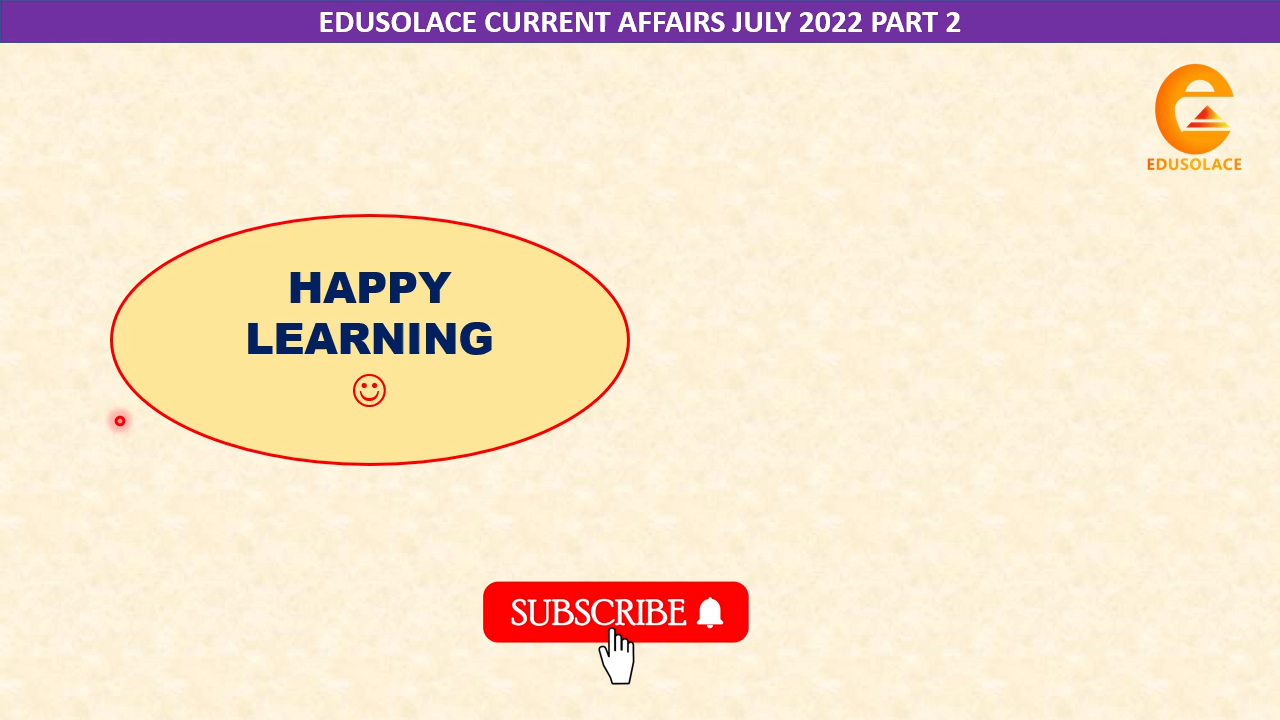 EDUSOLACE CURRENT AFFAIRS JULY 2022 PART 2
EDUSOLACE
HAPPY
LEARNING
SUBSCRIBE